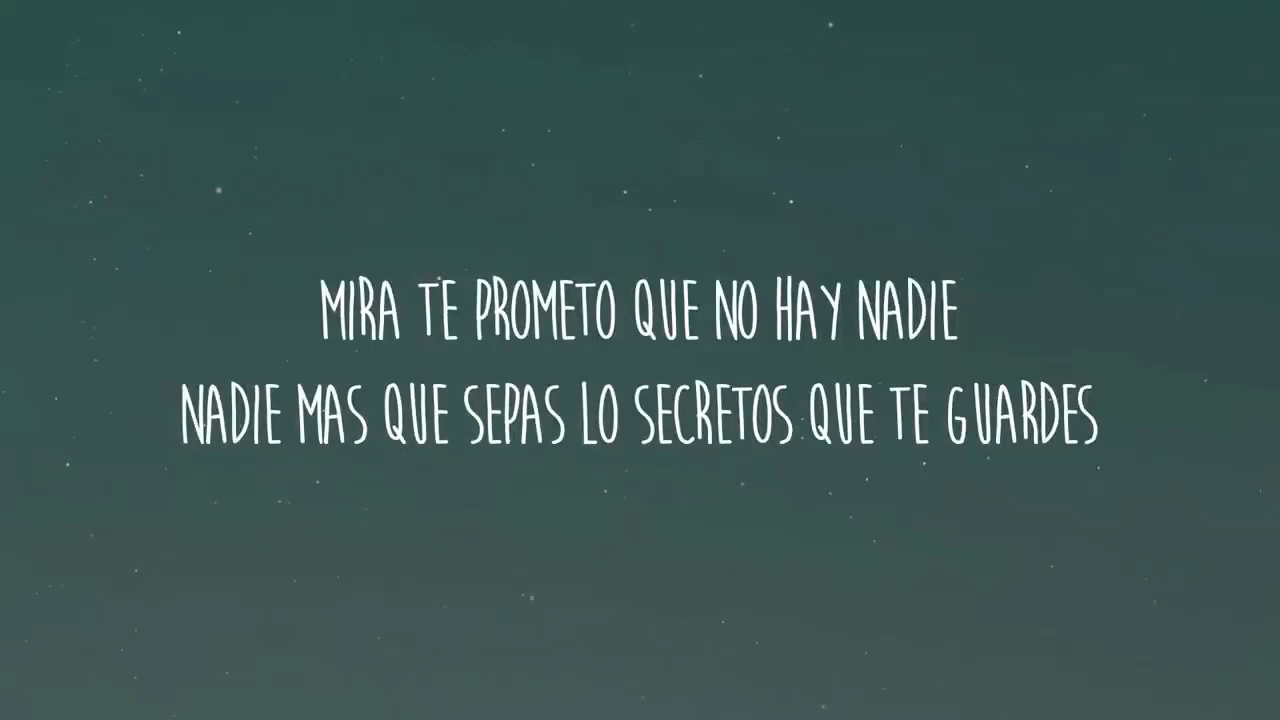 MIRA TE PROMETO QUE NO HAY NADIE
NADIE MAS QUE SEPAS LO SECRETOS QUE TE GUARDES